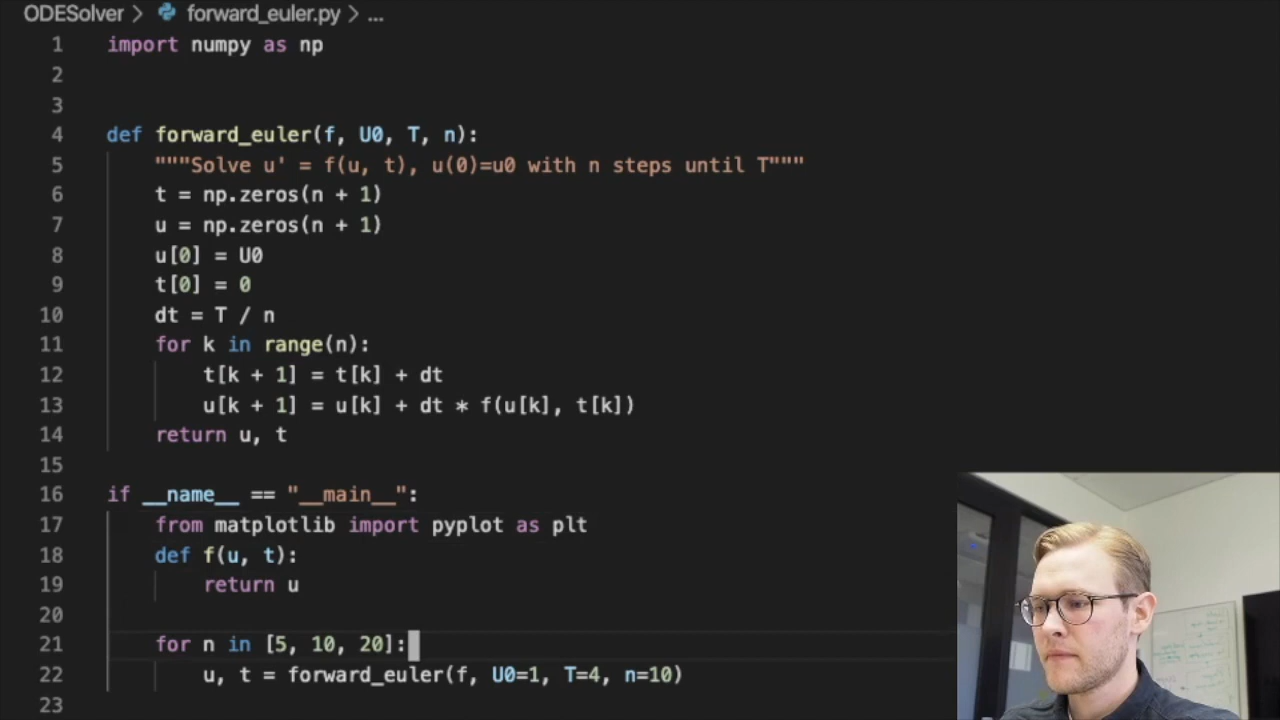 ODESolver > forward_euler.py > ...
1 import numpy as np
2
3
4 def forward_euler(f, U0, T, n):
5     """Solve u' = f(u, t), u(0)=u0 with n steps until T"""
6     t = np.zeros(n + 1)
7     u = np.zeros(n + 1)
8     u[0] = U0
9     t[0] = 0
10     dt = T / n
11     for k in range(n):
12         t[k + 1] = t[k] + dt
13         u[k + 1] = u[k] + dt * f(u[k], t[k])
14     return u, t
15
16 if __name__ == "__main__":
17     from matplotlib import pyplot as plt
18     def f(u, t):
19         return u
20
21     for n in [5, 10, 20]:
22         u, t = forward_euler(f, U0=1, T=4, n=10)
23